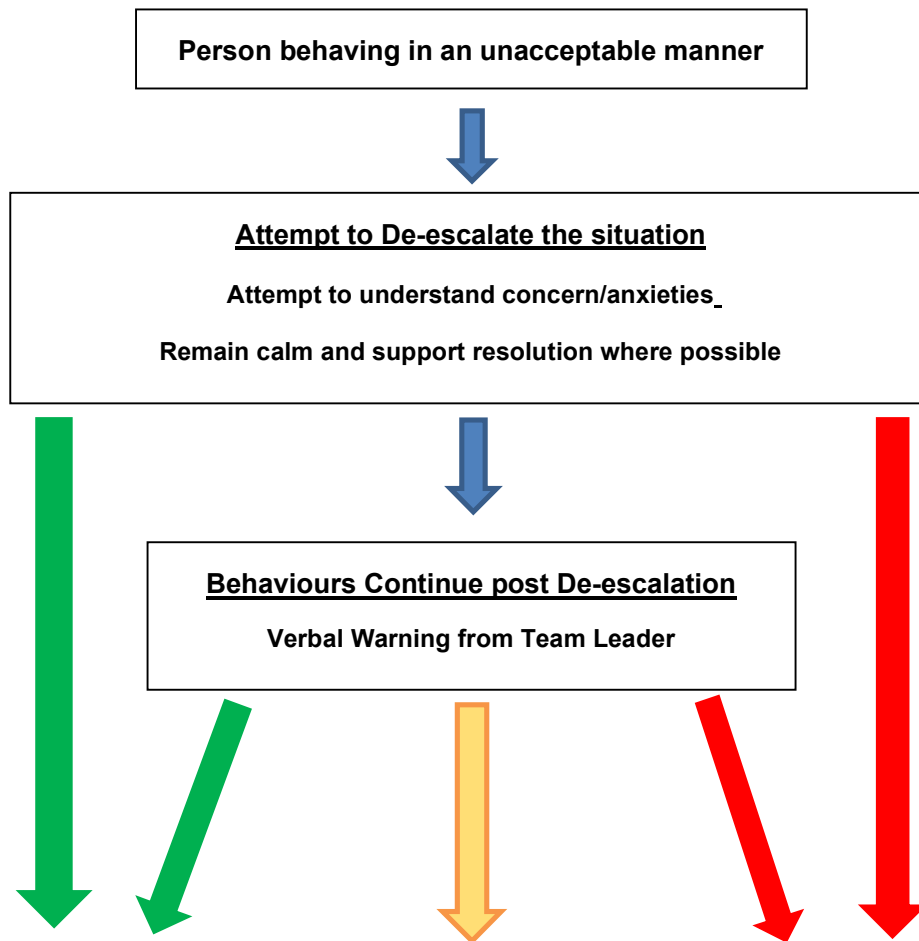 Person behaving in an unacceptable manner
Attempt to De-escalate the situation
Attempt to understand concern/anxieties
Remain calm and support resolution where possible
Behaviours Continue post De-escalation
Verbal Warning from Team Leader